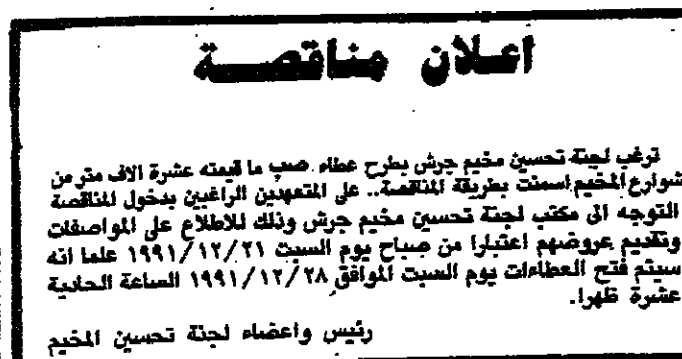 اعلان مناقصة
ترغب لجنة تحسين مخيم جرش بطرح عطاء صب ما قيمته عشرة الاف متر من
شوارع المخيم اسمنت بطريقة المناقصة.. على المتعهدين الراغبين بدخول المناقصة
التوجه الى مكتب لجنة تحسين مخيم جرش وذلك للاطلاع على المواصفات
وتقديم عروضهم اعتبارا من صباح يوم السبت ١٩٩١/١٢/٢١ علما انه
سيتم فتح العطاءات يوم السبت الموافق ١٩٩١/١٢/٢٨ الساعة الحادية
عشرة ظهرا.
رئيس واعضاء لجنة تحسين المخيم